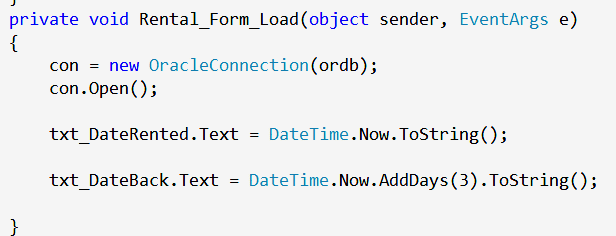 private void Rental_Form_Load(object sender, EventArgs e)
{
    con = new OracleConnection(ordb);
    con.Open();
    txt_DateRented.Text = DateTime.Now.ToString();
    txt_DateBack.Text = DateTime.Now.AddDays(3).ToString();
}